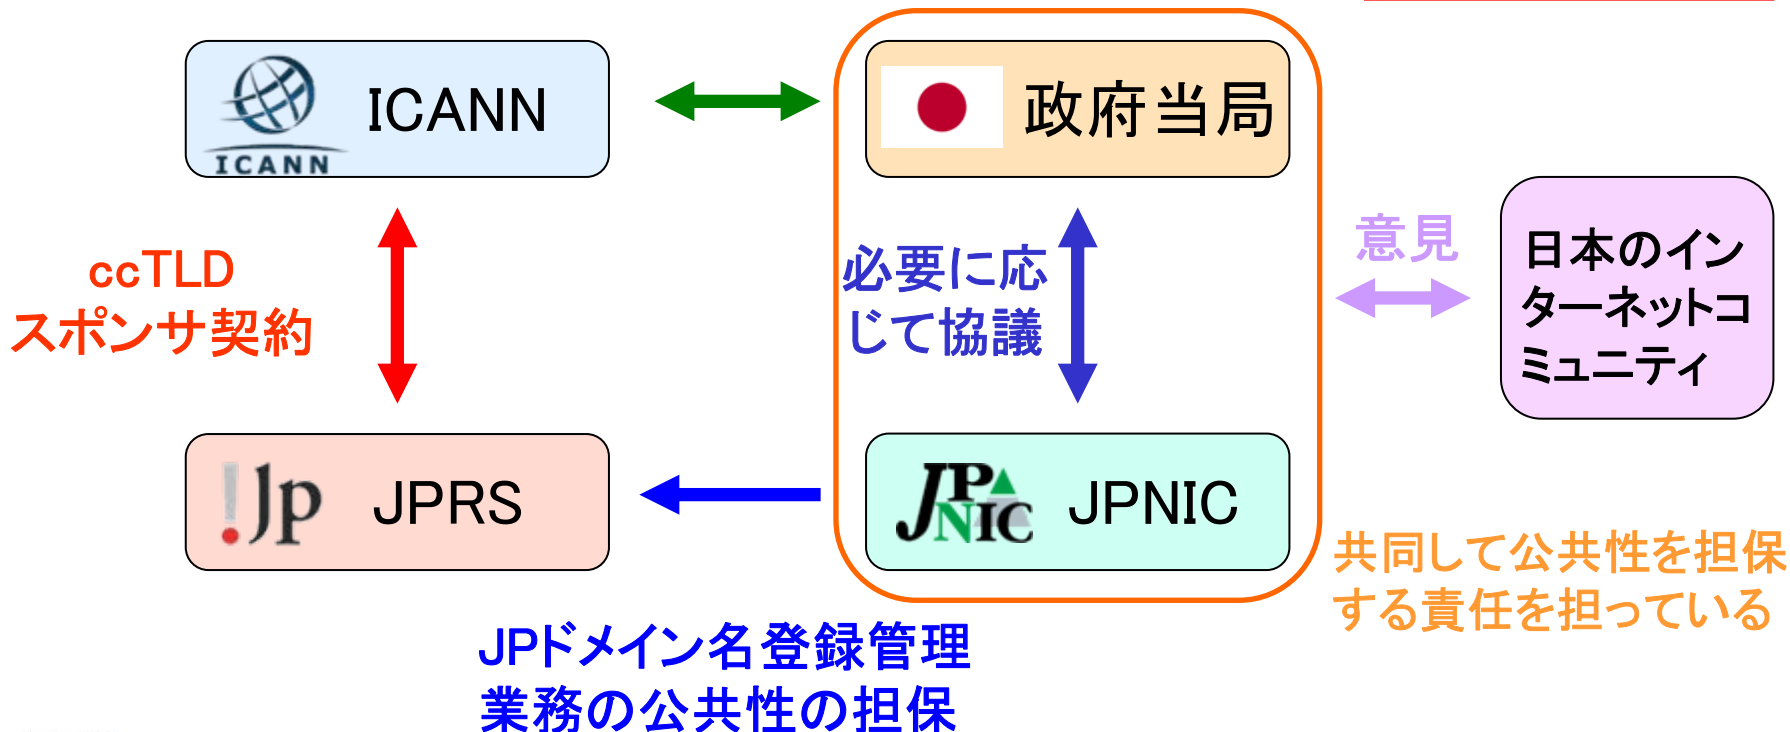 ICANN
ICANN
政府当局
ccTLD
スポンサ契約
必要に応
じて協議
意見
日本のイン
ターネットコ
ミュニティ
!Jp
JPRS
JPNIC
JPNIC
共同して公共性を担保
する責任を担っている
JPドメイン名登録管理
業務の公共性の担保